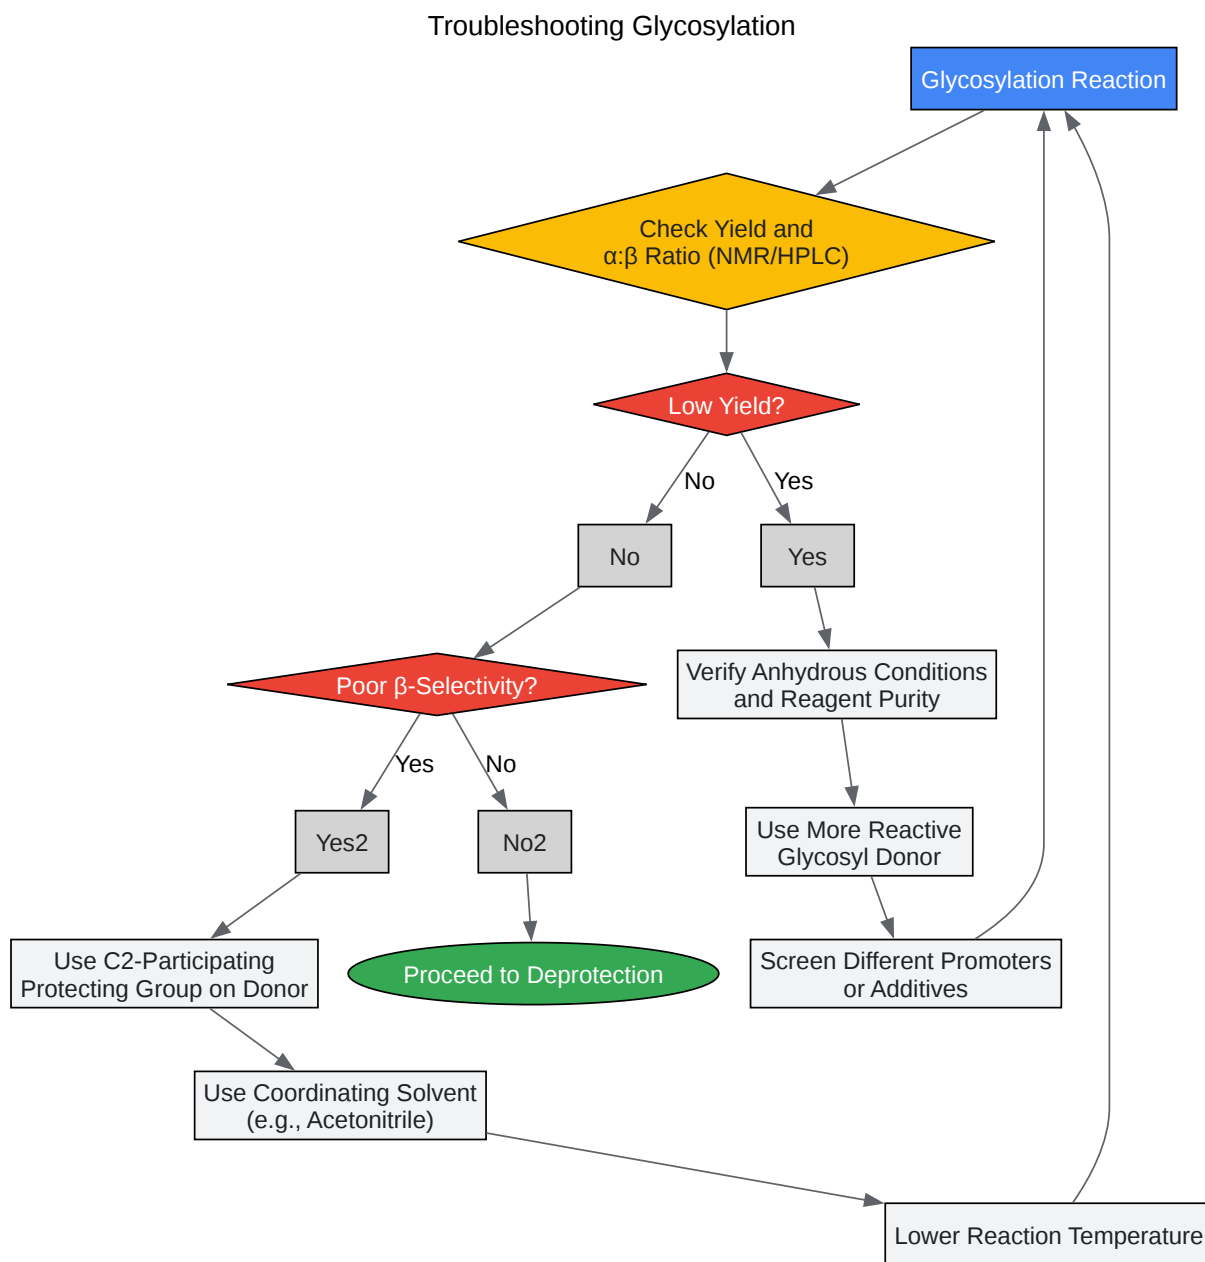 Troubleshooting Glycosylation
Glycosylation Reaction
Check Yield and
α:β Ratio (NMR/HPLC)
Low Yield?
No
Yes
No
Yes
Poor β-Selectivity?
Verify Anhydrous Conditions
and Reagent Purity
Yes
No
Yes2
No2
Use More Reactive
Glycosyl Donor
Use C2-Participating
Protecting Group on Donor
Proceed to Deprotection
Screen Different Promoters
or Additives
Use Coordinating Solvent
(e.g., Acetonitrile)
Lower Reaction Temperature